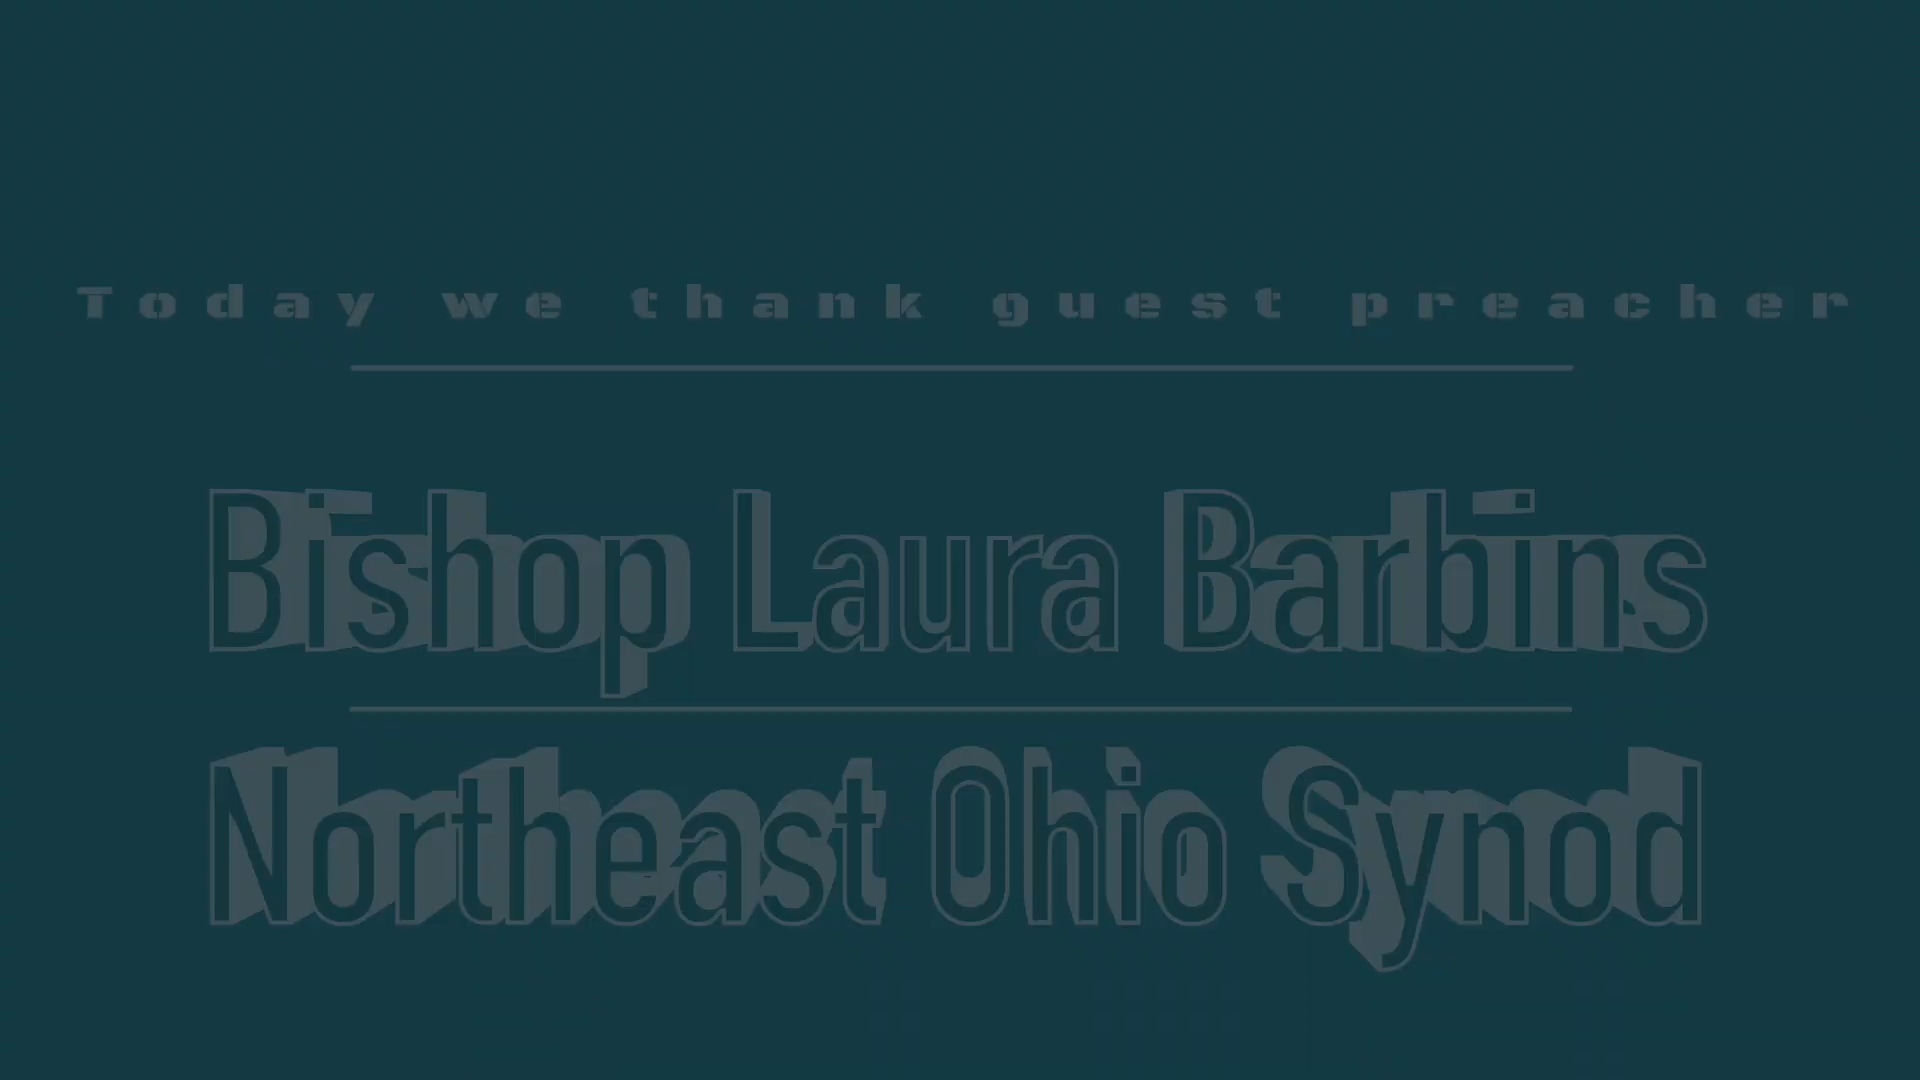 Today we thank guest preacher
Bishop Laura Barbins
Northeast Ohio Synod